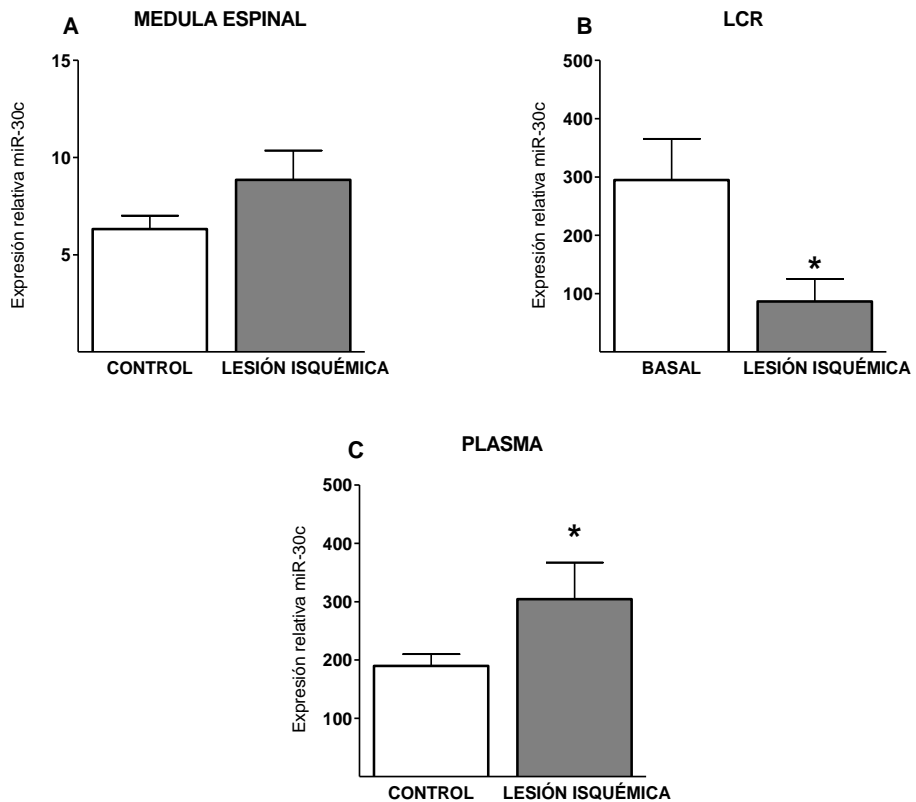 A
MEDULA ESPINAL
Expresión relativa miR-30c
15
10
5
CONTROL
LESIÓN ISQUÉMICA
B
LCR
Expresión relativa miR-30c
500
400
300
200
100
*
BASAL
LESIÓN ISQUÉMICA
C
PLASMA
Expresión relativa miR-30c
500
400
300
200
100
*
CONTROL
LESIÓN ISQUÉMICA